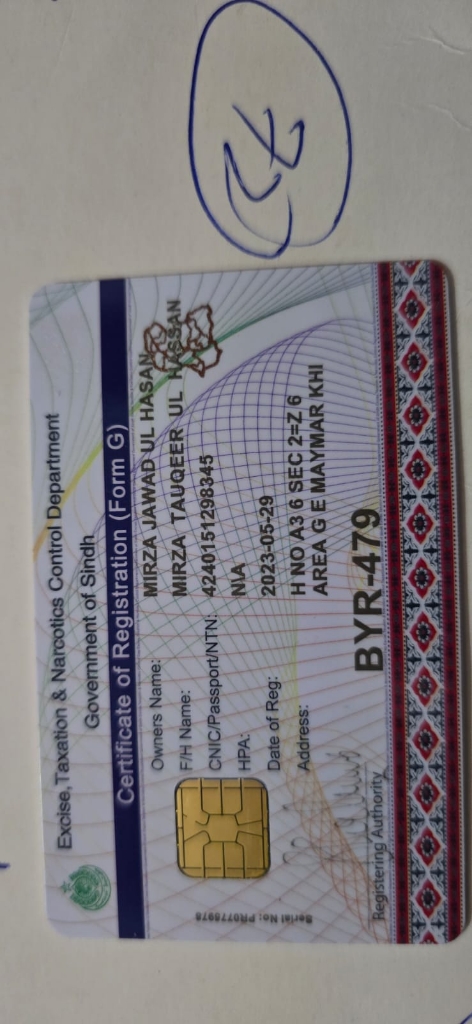 Excise, Taxation & Narcotics Control Department
Government of Sindh
Certificate of Registration (Form G)
Owners Name: MIRZA JAWAD UL HASAN
F/H Name: MIRZA TAUQEER UL HASSAN
CNIC/Passport/NTN: 4240151298345
HPA: N/A
Date of Reg: 2023-05-29
Address: H NO A3 6 SEC 2=Z 6
AREA G E MAYMAR KHI
BYR-479
Registering Authority
Serial No: PR0778978